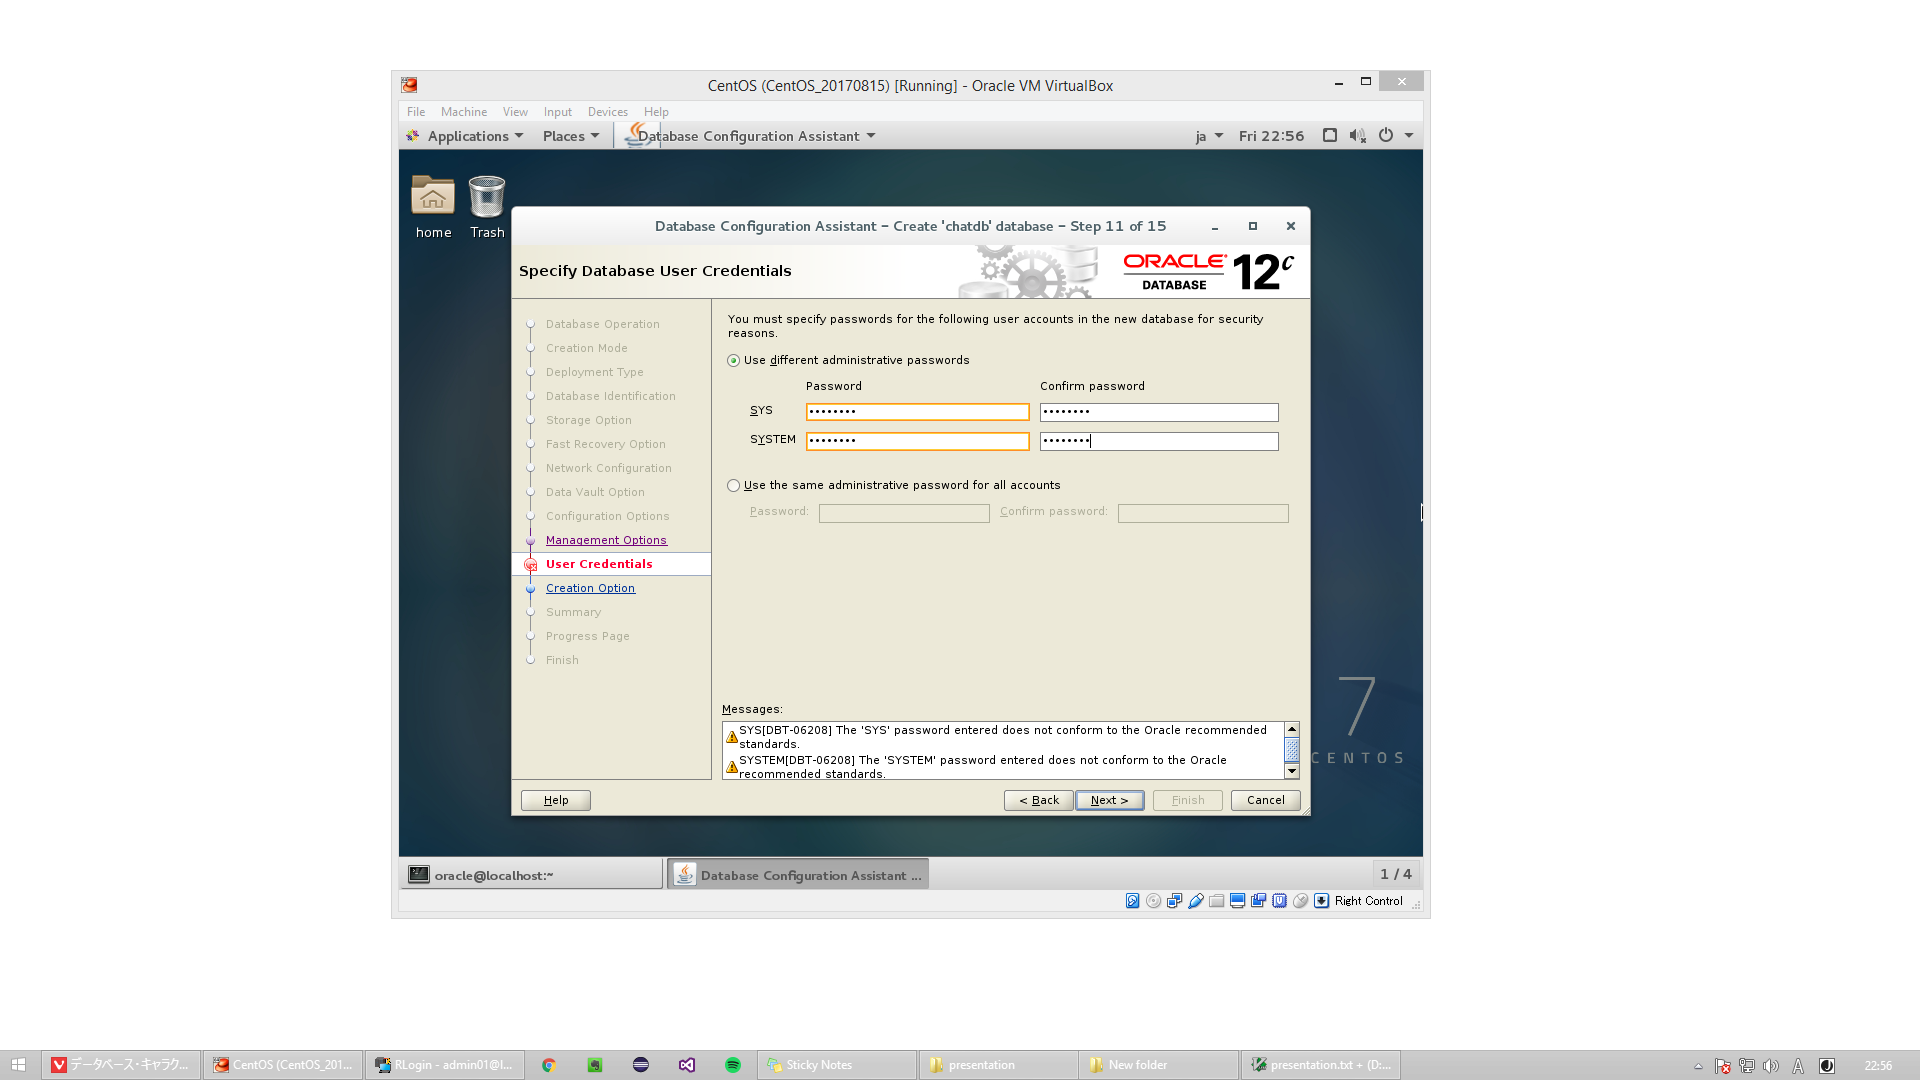 CentOS (CentOS_20170815) [Running] - Oracle VM VirtualBox
File Machine View Input Devices Help
Applications Places Database Configuration Assistant ja Fri 22:56
home Trash
Database Configuration Assistant - Create 'chatdb' database - Step 11 of 15
Specify Database User Credentials
ORACLE DATABASE 12c
Database Operation
Creation Mode
Deployment Type
Database Identification
Storage Option
Fast Recovery Option
Network Configuration
Data Vault Option
Configuration Options
Management Options
User Credentials
Creation Option
Summary
Progress Page
Finish
You must specify passwords for the following user accounts in the new database for security
reasons.
Use different administrative passwords
Password Confirm password
SYS •••••••• ••••••••
SYSTEM •••••••• ••••••••
Use the same administrative password for all accounts
Password: Confirm password:
Messages:
SYS[DBT-06208] The 'SYS' password entered does not conform to the Oracle recommended
standards.
SYSTEM[DBT-06208] The 'SYSTEM' password entered does not conform to the Oracle
recommended standards.
Help < Back Next > Finish Cancel
7
CENTOS
oracle@localhost:~ Database Configuration Assistant ... 1 / 4
Right Control
データベース・キャラク... CentOS (CentOS_201... RLogin - admin01@l... Sticky Notes presentation New folder presentation.txt + (D:... A 22:56